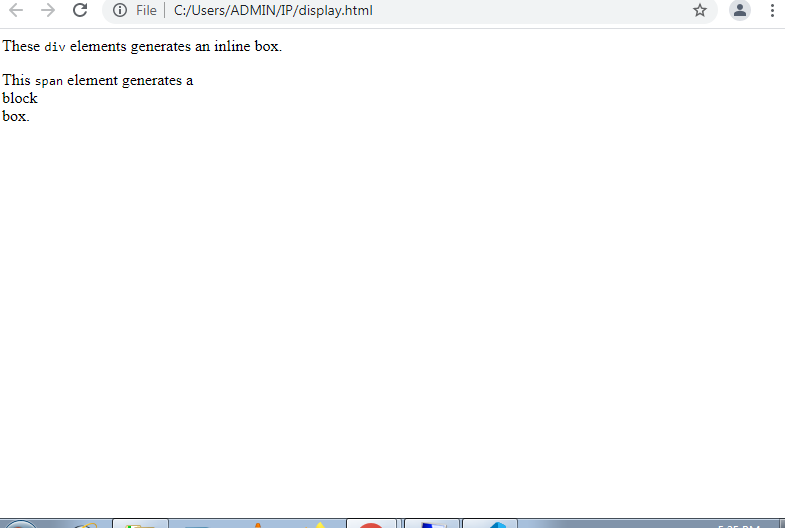 File C:/Users/ADMIN/IP/display.html
These div elements generates an inline box.
This span element generates a
block
box.